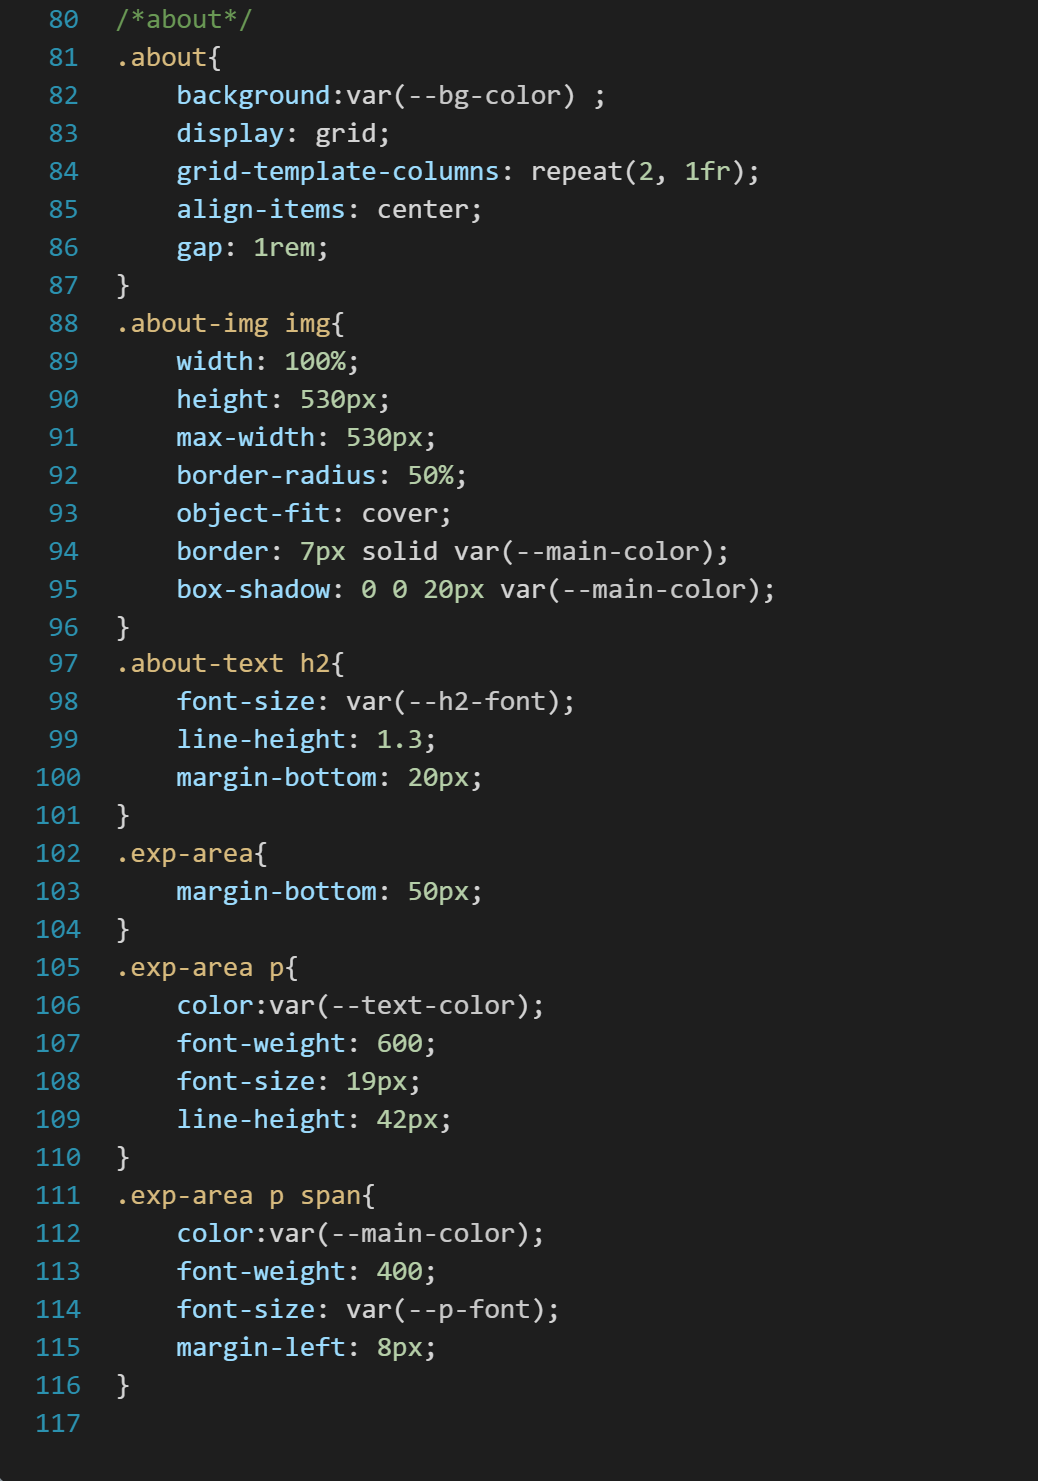 80 /*about*/
81 .about{
82     background:var(--bg-color) ;
83     display: grid;
84     grid-template-columns: repeat(2, 1fr);
85     align-items: center;
86     gap: 1rem;
87 }
88 .about-img img{
89     width: 100%;
90     height: 530px;
91     max-width: 530px;
92     border-radius: 50%;
93     object-fit: cover;
94     border: 7px solid var(--main-color);
95     box-shadow: 0 0 20px var(--main-color);
96 }
97 .about-text h2{
98     font-size: var(--h2-font);
99     line-height: 1.3;
100     margin-bottom: 20px;
101 }
102 .exp-area{
103     margin-bottom: 50px;
104 }
105 .exp-area p{
106     color:var(--text-color);
107     font-weight: 600;
108     font-size: 19px;
109     line-height: 42px;
110 }
111 .exp-area p span{
112     color:var(--main-color);
113     font-weight: 400;
114     font-size: var(--p-font);
115     margin-left: 8px;
116 }
117